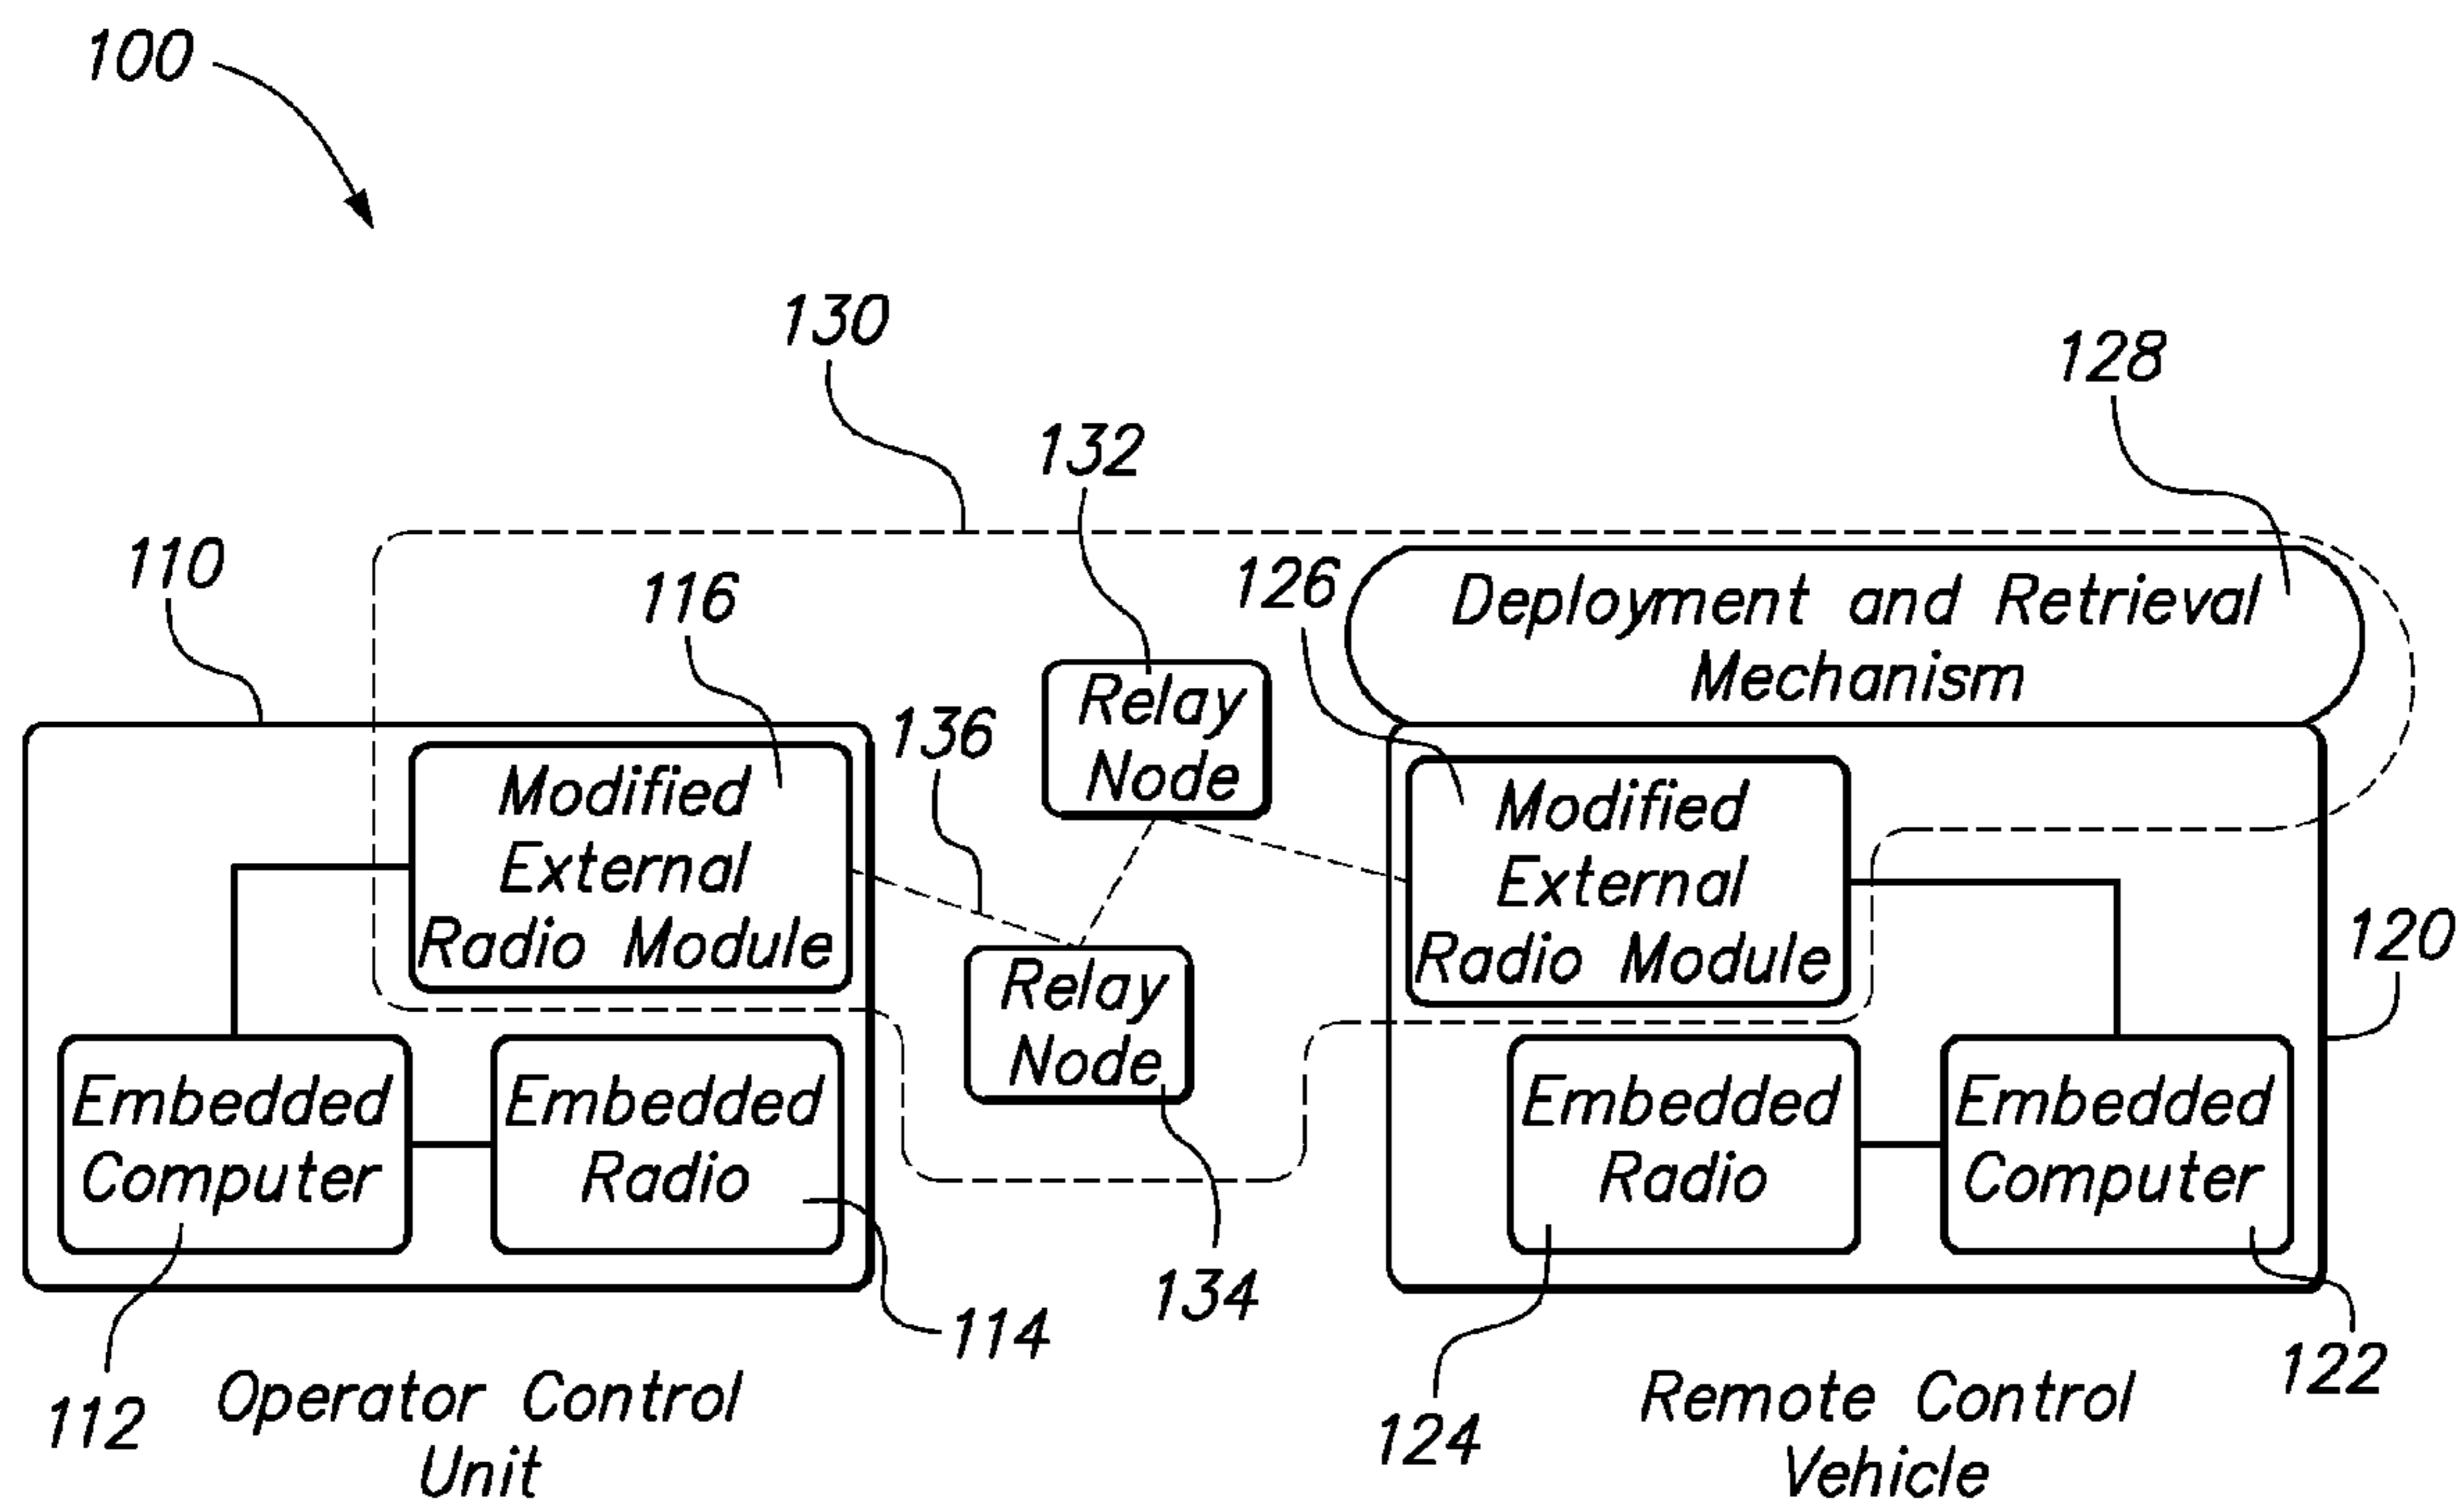 100
130
128
132
110
116
126
Deployment and Retrieval
Mechanism
136
Relay
Node
Modified
External
Radio Module
Modified
External
Radio Module
120
Relay
Node
Embedded
Computer
Embedded
Radio
Embedded
Radio
Embedded
Computer
134
114
122
112
Operator Control
Unit
124
Remote Control
Vehicle